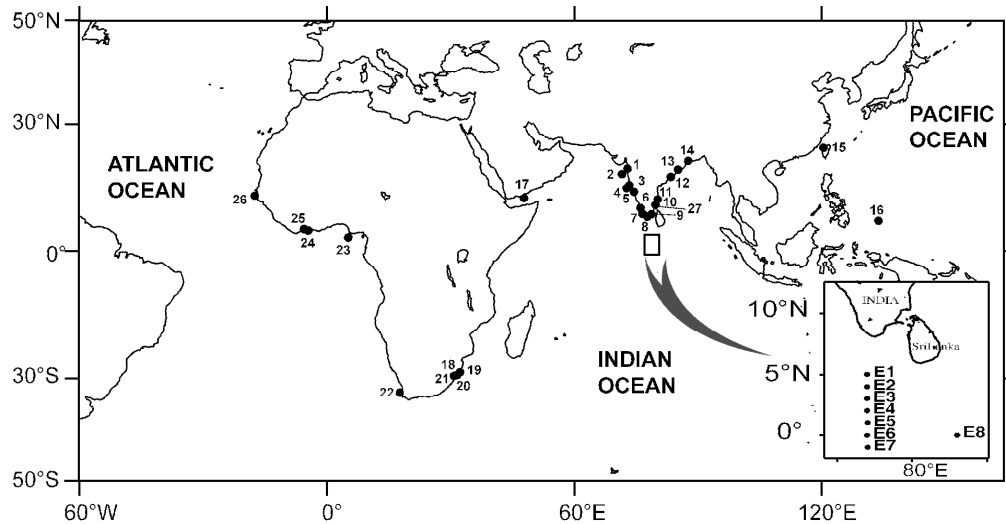 50°N
30°N
0°
30°S
50°S
60°W
0°
60°E
120°E
ATLANTIC
OCEAN
PACIFIC
OCEAN
INDIAN
OCEAN
1
2
3
4
5
6
7
8
9
10
11
12
13
14
15
16
17
18
19
20
21
22
23
24
25
26
27
10°N
5°N
0°
80°E
INDIA
SriLanka
E1
E2
E3
E4
E5
E6
E7
E8